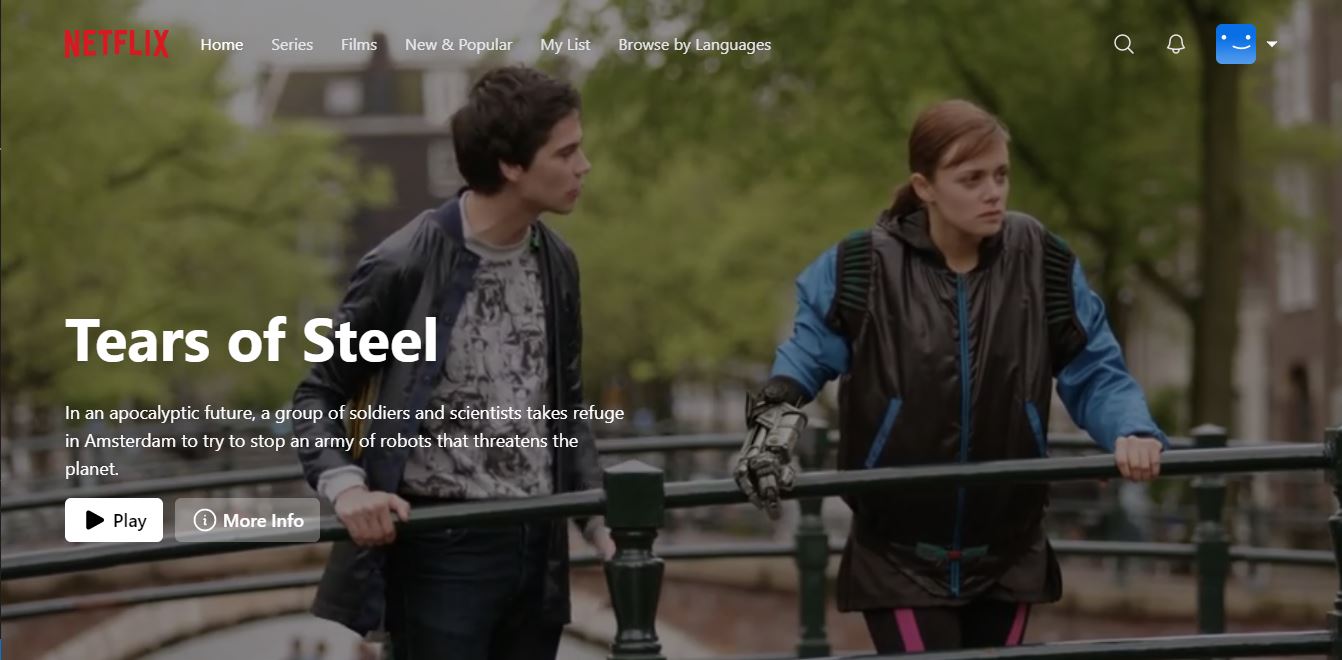 NETFLIX Home Series Films New & Popular My List Browse by Languages
Tears of Steel
In an apocalyptic future, a group of soldiers and scientists takes refuge
in Amsterdam to try to stop an army of robots that threatens the
planet.
Play More Info